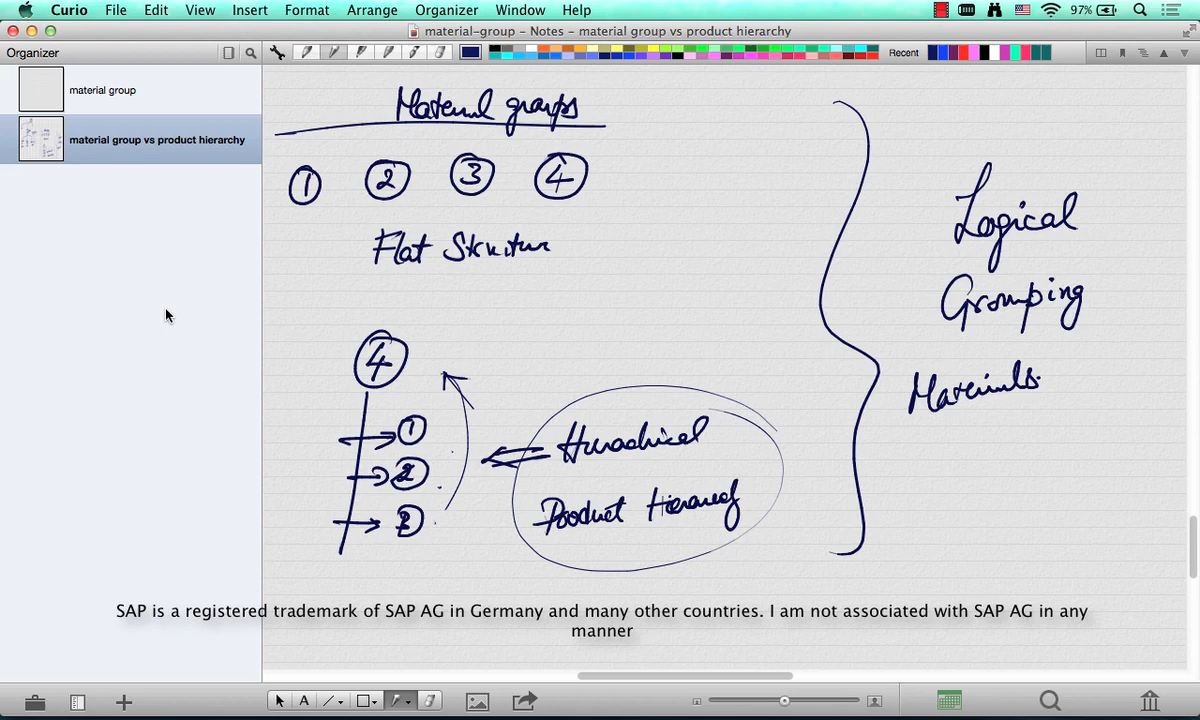 Curio File Edit View Insert Format Arrange Organizer Window Help 97%
material-group – Notes – material group vs product hierarchy
Organizer
Recent
material group
material group vs product hierarchy
Material groups
1 2 3 4
Flat
4
1
2
3
Product
Logical
Grouping
Materials
SAP is a registered trademark of SAP AG in Germany and many other countries. I am not associated with SAP AG in any
manner
A